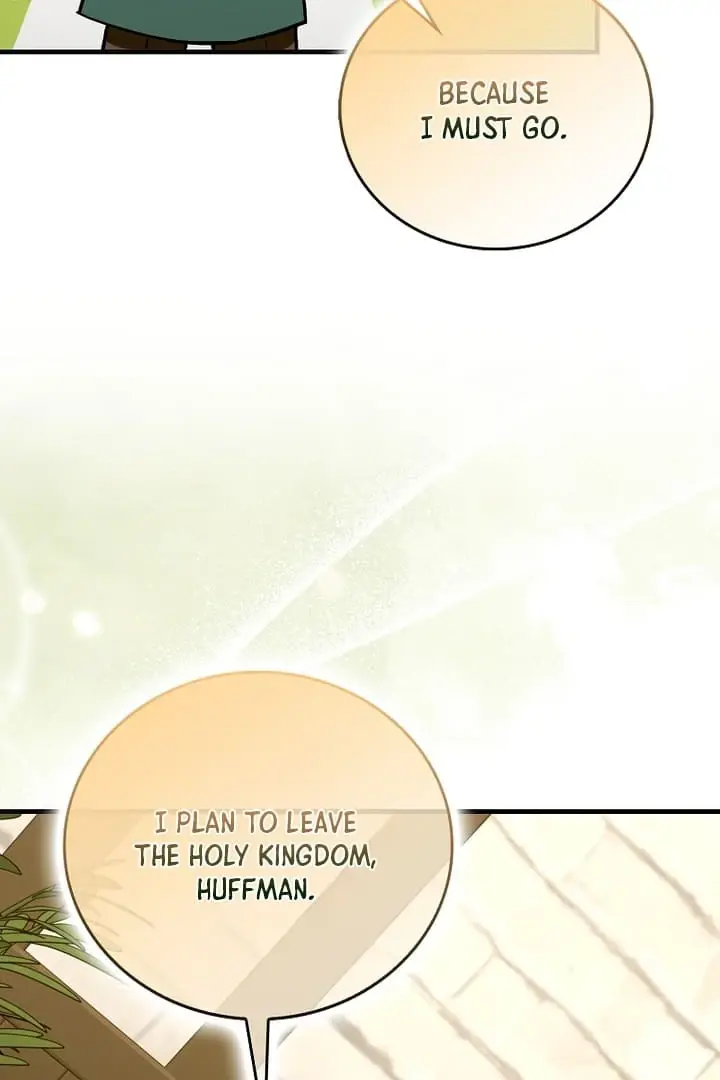 BECAUSE
I MUST GO.
I PLAN TO LEAVE
THE HOLY KINGDOM,
HUFFMAN.